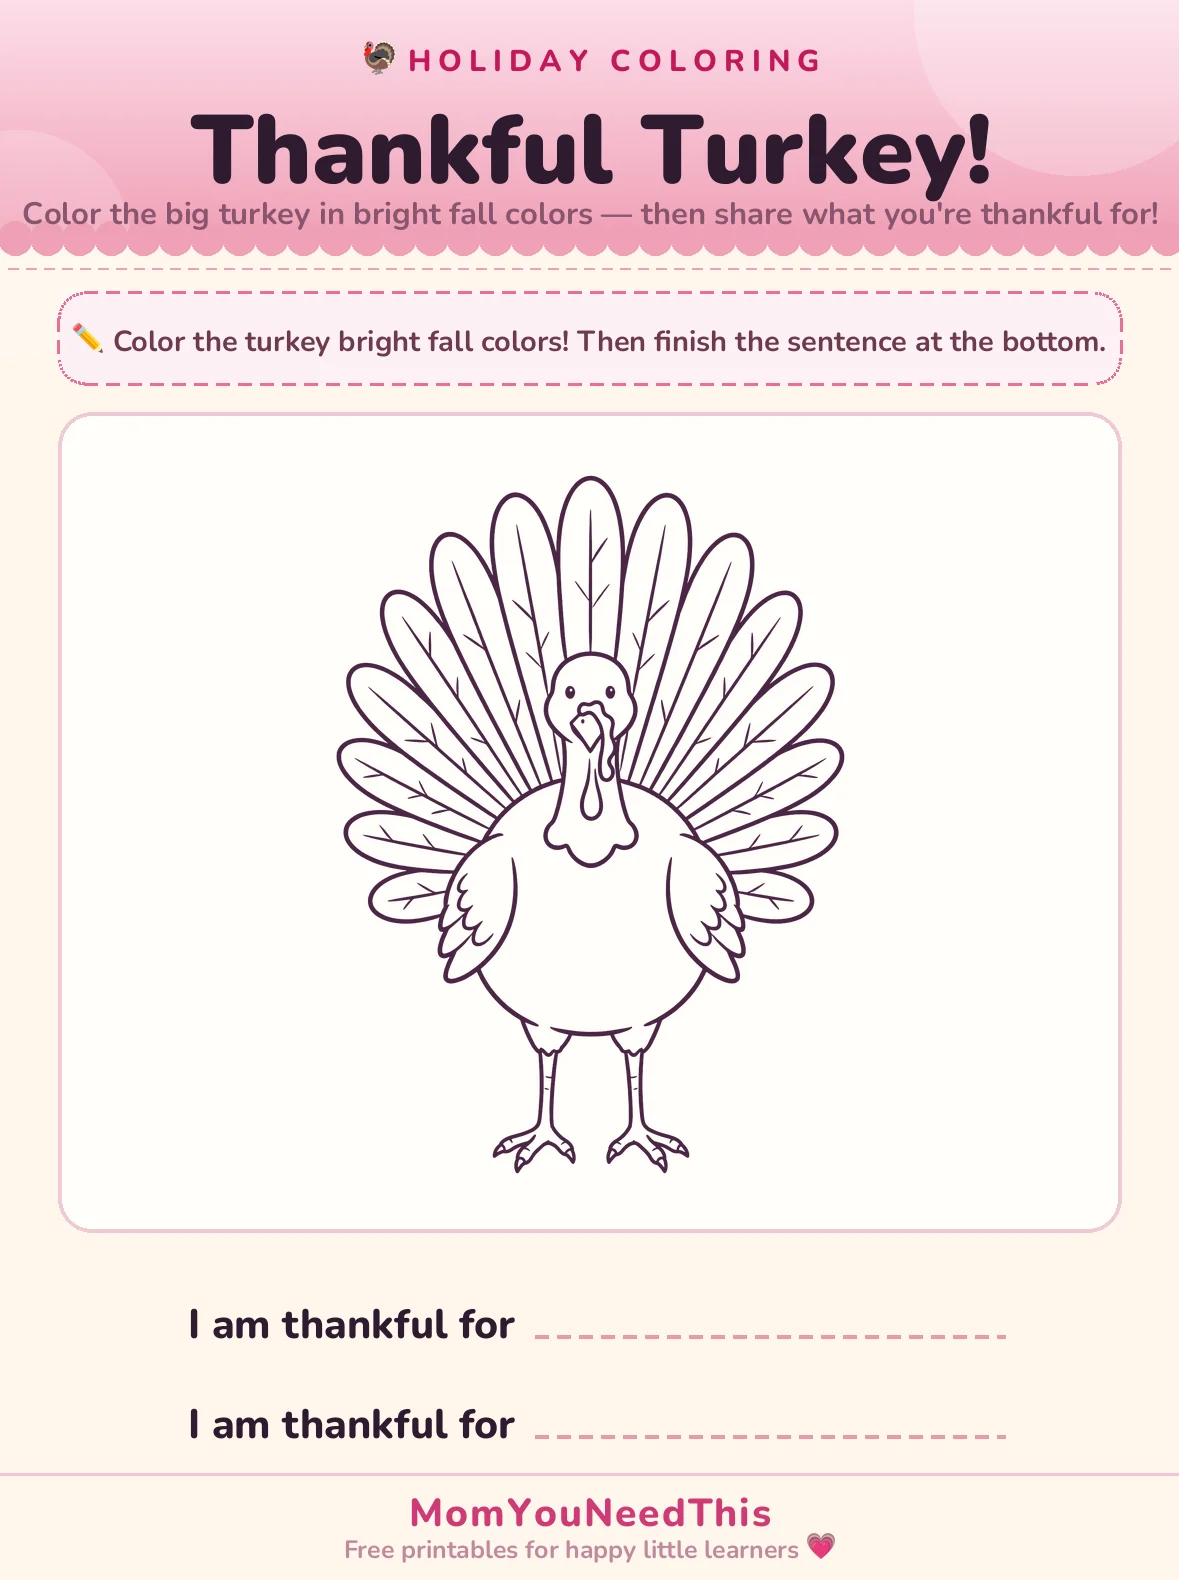 HOLIDAY COLORING
Thankful Turkey!
Color the big turkey in bright fall colors — then share what you're thankful for!
Color the turkey bright fall colors! Then finish the sentence at the bottom.
I am thankful for
I am thankful for
MomYouNeedThis
Free printables for happy little learners